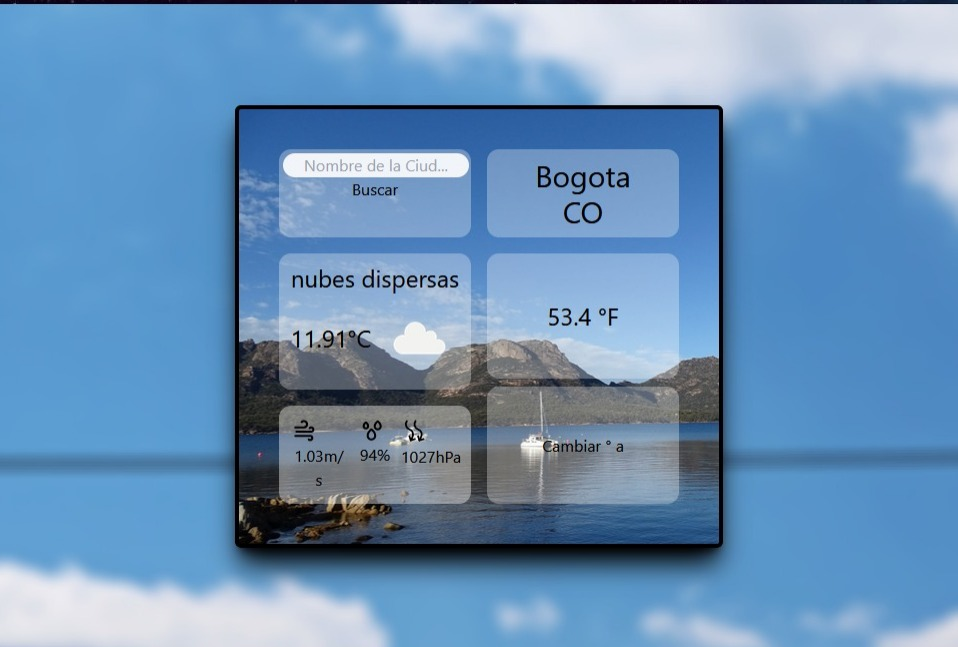 Nombre de la Ciud...
Buscar
Bogota
CO
nubes dispersas
11.91°C
53.4 °F
1.03m/
s
94%
1027hPa
Cambiar ° a